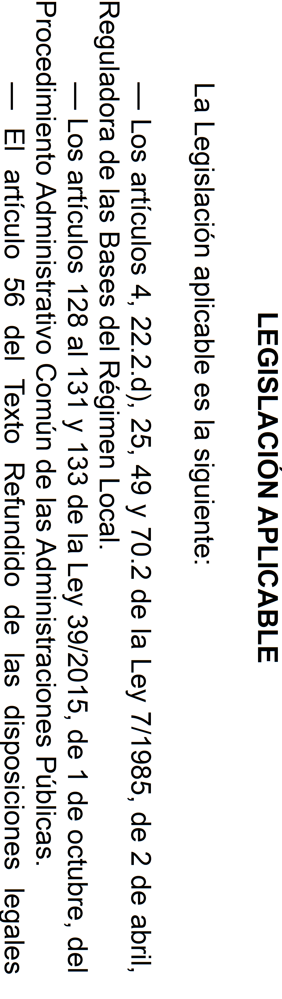 LEGISLACIÓN APLICABLE
La Legislación aplicable es la siguiente:
— Los artículos 4, 22.2.d), 25, 49 y 70.2 de la Ley 7/1985, de 2 de abril,
Reguladora de las Bases del Régimen Local.
— Los artículos 128 al 131 y 133 de la Ley 39/2015, de 1 de octubre, del
Procedimiento Administrativo Común de las Administraciones Públicas.
— El artículo 56 del Texto Refundido de las disposiciones legales